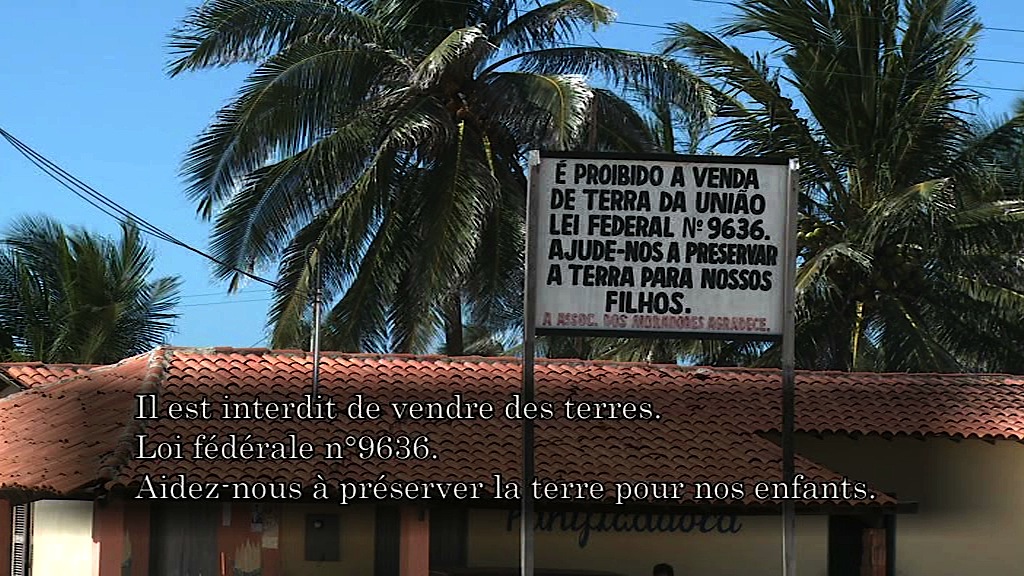 É PROIBIDO A VENDA
DE TERRA DA UNIÃO
LEI FEDERAL Nº 9636.
AJUDE-NOS A PRESERVAR
A TERRA PARA NOSSOS
FILHOS.
A ASSOC. DOS MORADORES AGRADECE.
Il est interdit de vendre des terres.
Loi fédérale n°9636.
Aidez-nous à préserver la terre pour nos enfants.
Panificadora